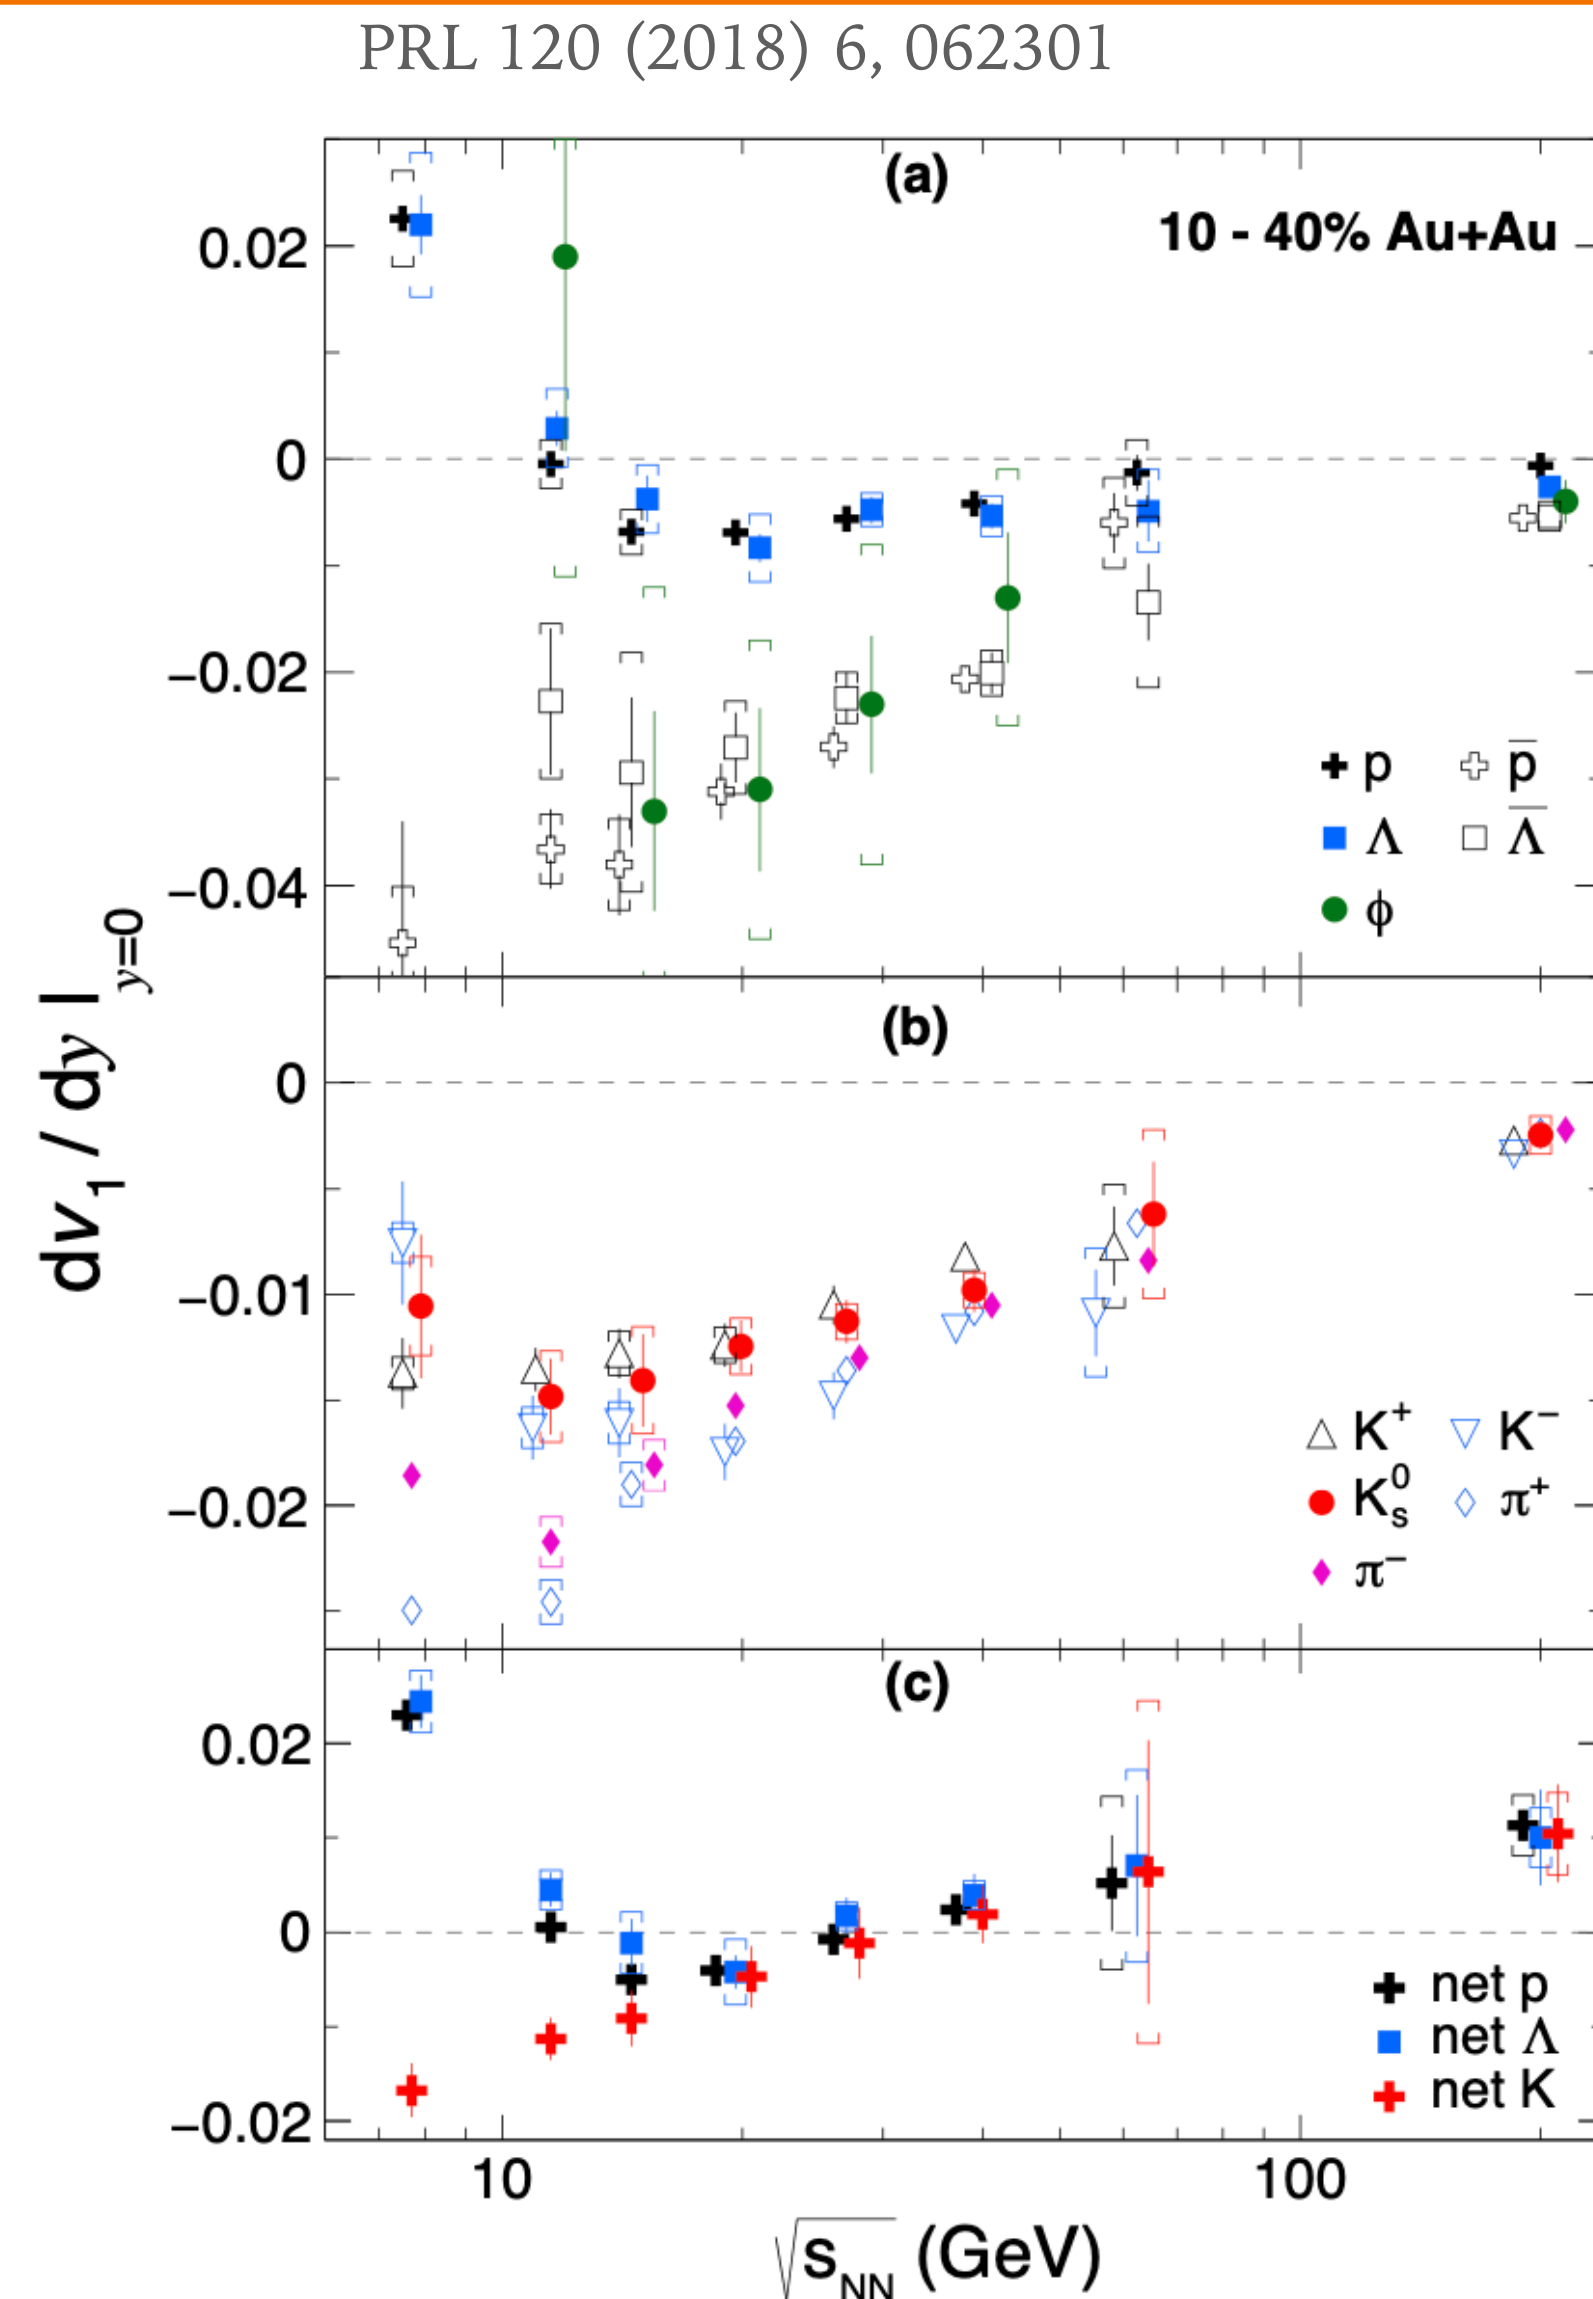 PRL 120 (2018) 6, 062301
(a)
10 - 40% Au+Au
0.02
0
−0.02
−0.04
p p̅
Λ Λ̅
ϕ
dv₁ / dy |y=0
(b)
0
−0.01
−0.02
K⁺ K⁻
K⁰s π⁺
π⁻
(c)
0.02
0
−0.02
net p
net Λ
net K
10 100
√sNN (GeV)